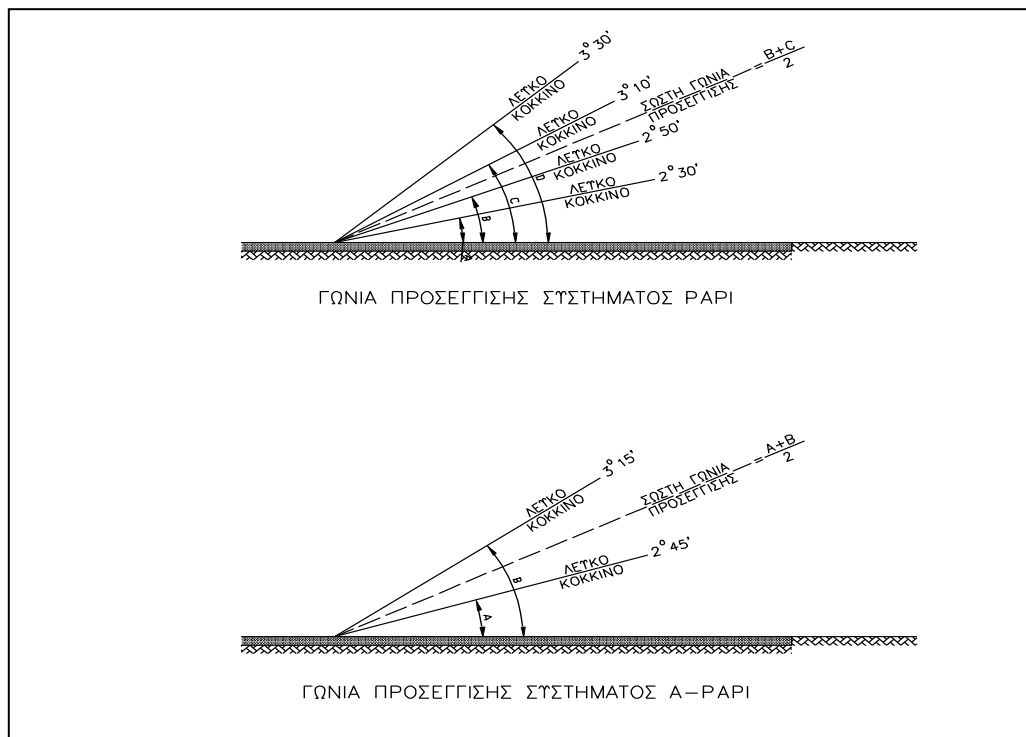 3° 30'
ΛΕΥΚΟ
ΚΟΚΚΙΝΟ
3° 10'
ΛΕΥΚΟ
ΚΟΚΚΙΝΟ
ΣΩΣΤΗ ΓΩΝΙΑ
ΠΡΟΣΕΓΓΙΣΗΣ
= B+C
2
2° 50'
ΛΕΥΚΟ
ΚΟΚΚΙΝΟ
2° 30'
ΛΕΥΚΟ
ΚΟΚΚΙΝΟ
D
C
B
A
ΓΩΝΙΑ ΠΡΟΣΕΓΓΙΣΗΣ ΣΥΣΤΗΜΑΤΟΣ PAPI
3° 15'
ΛΕΥΚΟ
ΚΟΚΚΙΝΟ
ΣΩΣΤΗ ΓΩΝΙΑ
ΠΡΟΣΕΓΓΙΣΗΣ
= A+B
2
2° 45'
ΛΕΥΚΟ
ΚΟΚΚΙΝΟ
B
A
ΓΩΝΙΑ ΠΡΟΣΕΓΓΙΣΗΣ ΣΥΣΤΗΜΑΤΟΣ A-PAPI